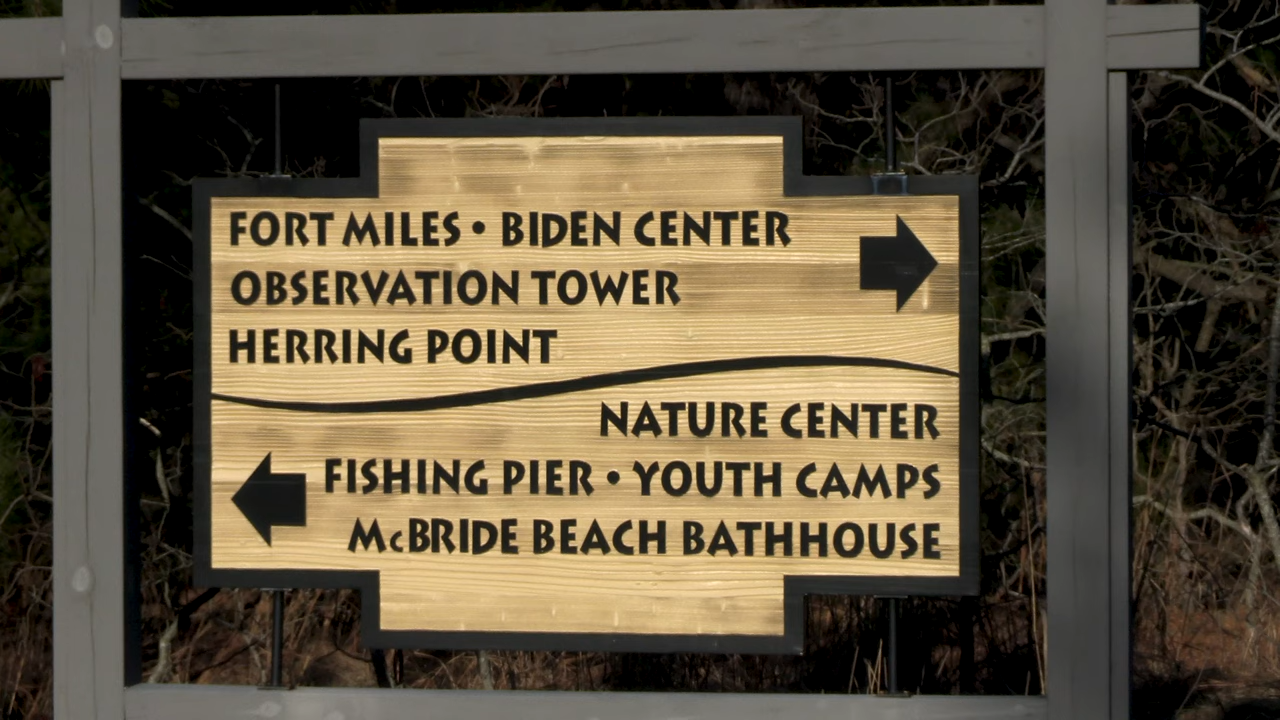 FORT MILES • BIDEN CENTER
OBSERVATION TOWER
HERRING POINT
NATURE CENTER
FISHING PIER • YOUTH CAMPS
McBRIDE BEACH BATHHOUSE